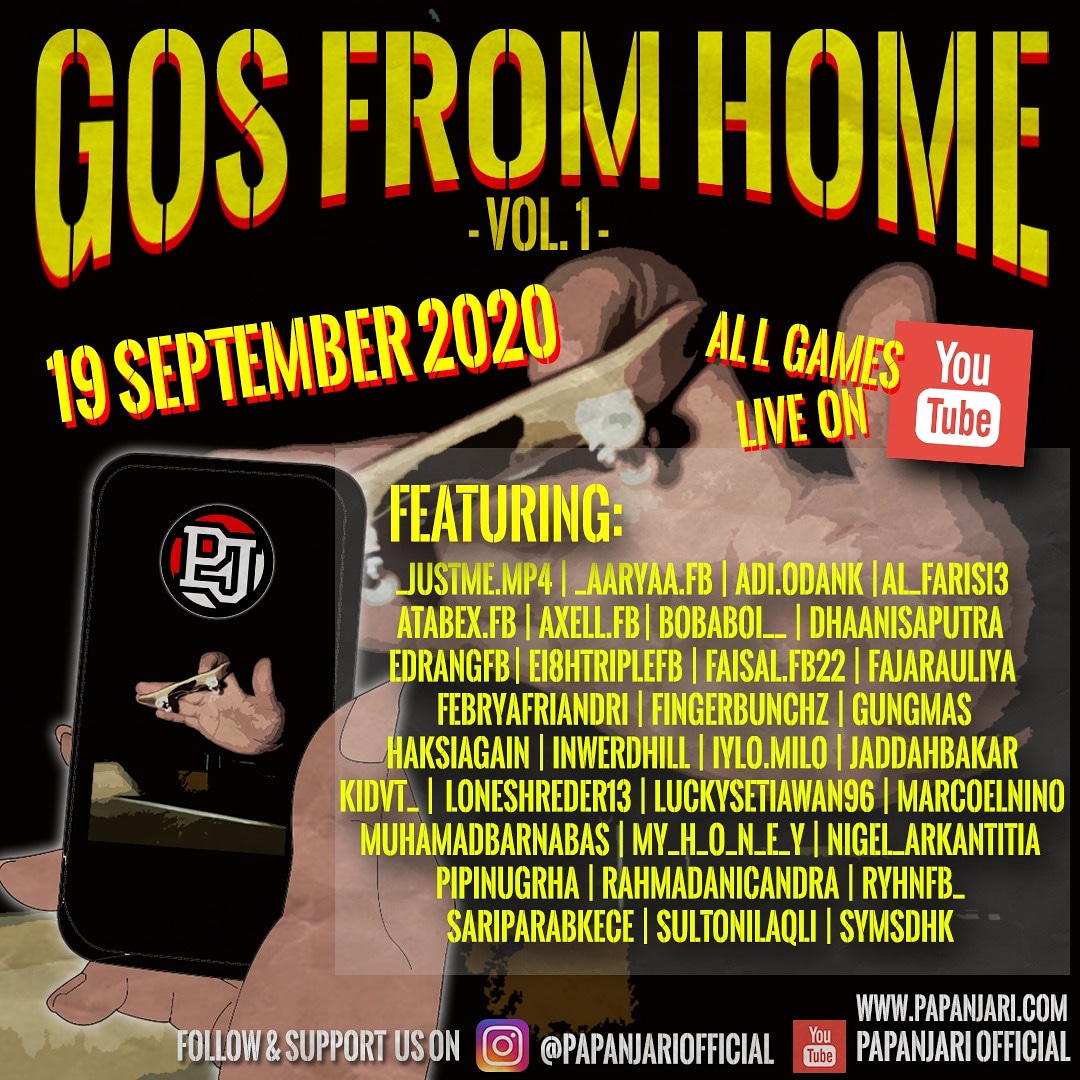 GOS FROM HOME
- VOL. 1 -
19 SEPTEMBER 2020
ALL GAMES
LIVE ON
You
Tube
PJ
FEATURING:
_JUSTME.MP4 | _AARYAA.FB | ADI.ODANK | AL_FARISI3
ATABEX.FB | AXELL.FB | BOBABOI__ | DHAANISAPUTRA
EDRANGFB | EI8HTRIPLEFB | FAISAL.FB22 | FAJARAULIYA
FEBRYAFRIANDRI | FINGERBUNCHZ | GUNGMAS
HAKSIAGAIN | INWERDHILL | IYLO.MILO | JADDAHBAKAR
KIDVT_ | LONESHREDER13 | LUCKYSETIAWAN96 | MARCOELNINO
MUHAMADBARNABAS | MY_H_O_N_E_Y | NIGEL_ARKANTITIA
PIPINUGRHA | RAHMADANICANDRA | RYHNFB_
SARIPARABKECE | SULTONILAQLI | SYMSDHK
WWW.PAPANJARI.COM
FOLLOW & SUPPORT US ON @PAPANJARIOFFICIAL You Tube PAPANJARI OFFICIAL